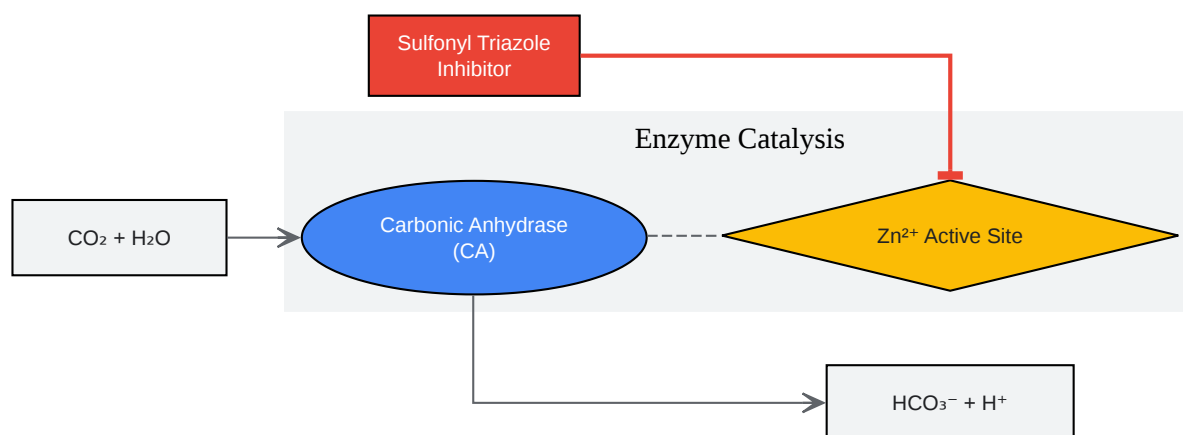 Sulfonyl Triazole
Inhibitor
Enzyme Catalysis
CO₂ + H₂O
Carbonic Anhydrase
(CA)
Zn²⁺ Active Site
HCO₃⁻ + H⁺